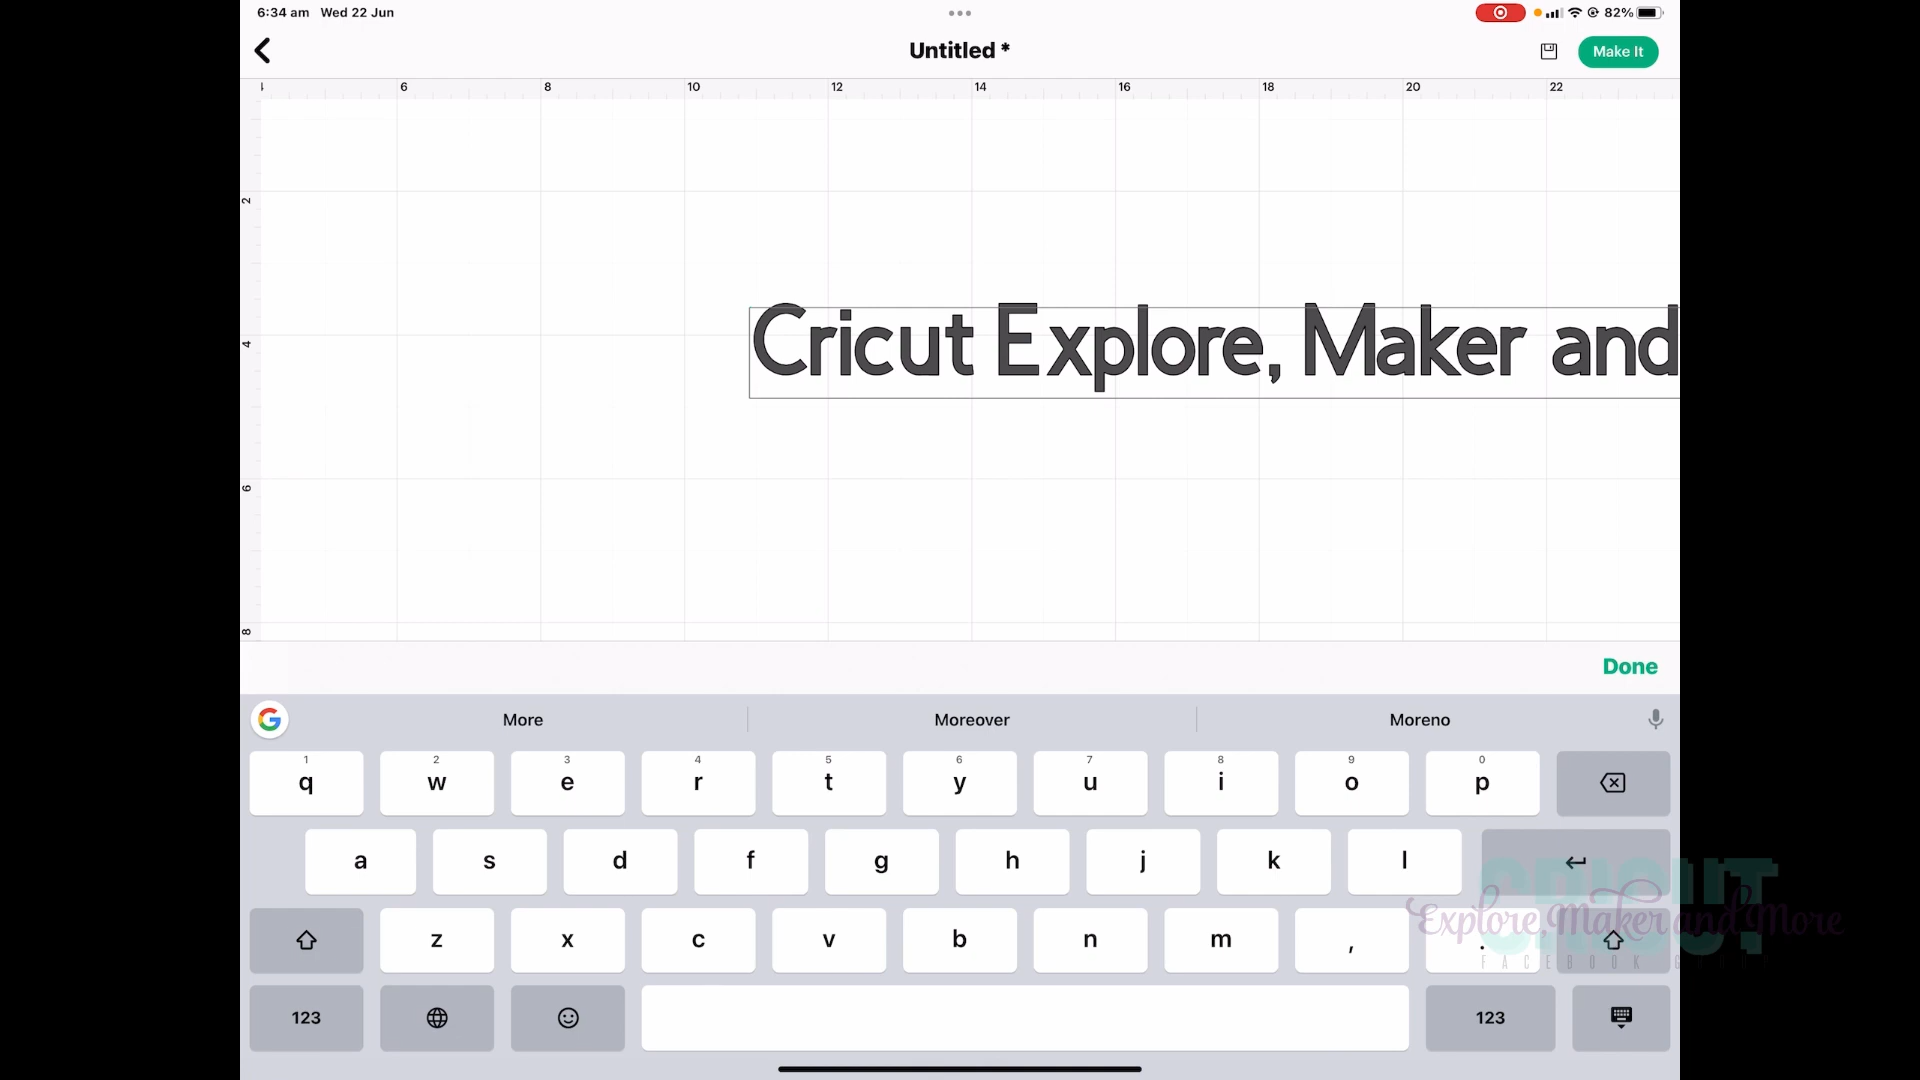 6:34 am Wed 22 Jun
82%
Untitled *
Make It
6 8 10 12 14 16 18 20 22
2
4
6
8
Cricut Explore, Maker and
Done
More Moreover Moreno
1 2 3 4 5 6 7 8 9 0
q w e r t y u i o p
a s d f g h j k l
z x c v b n m , .
123 123
CRICUT
Explore, Maker and More
FACEBOOK